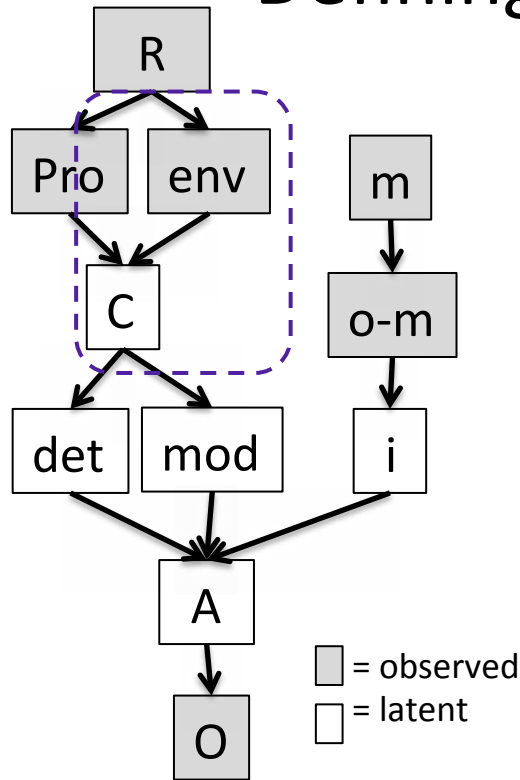 R
Pro env m
C o-m
det mod i
A
= observed
= latent
O